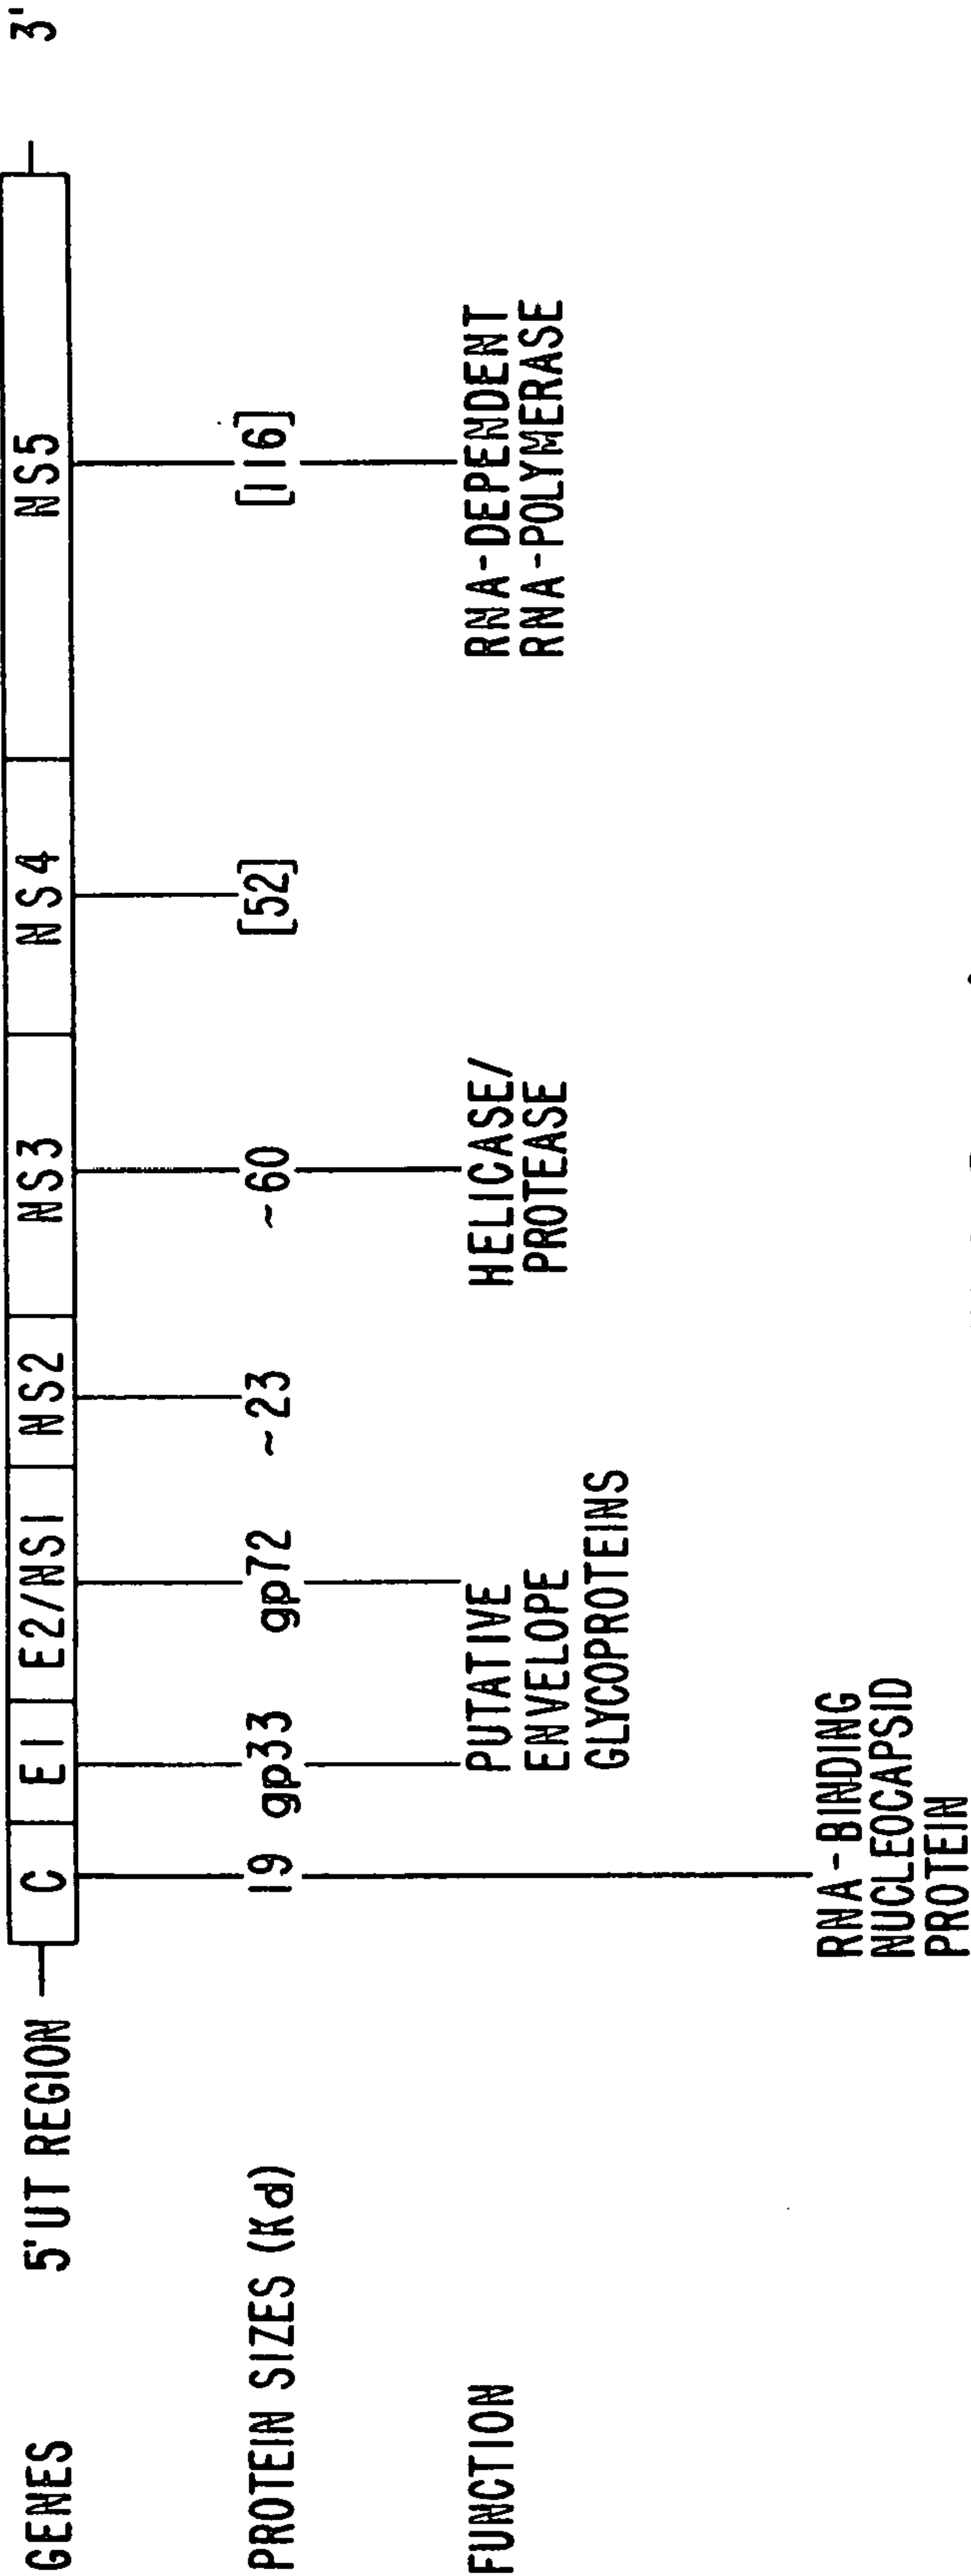 GENES 5'UT REGION C E1 E2/NS1 NS2 NS3 NS4 NS5 3'
PROTEIN SIZES (Kd) 19 gp33 gp72 ~23 ~60 [52] [116]
FUNCTION
PUTATIVE
ENVELOPE
GLYCOPROTEINS
HELICASE/
PROTEASE
RNA-DEPENDENT
RNA-POLYMERASE
RNA-BINDING
NUCLEOCAPSID
PROTEIN